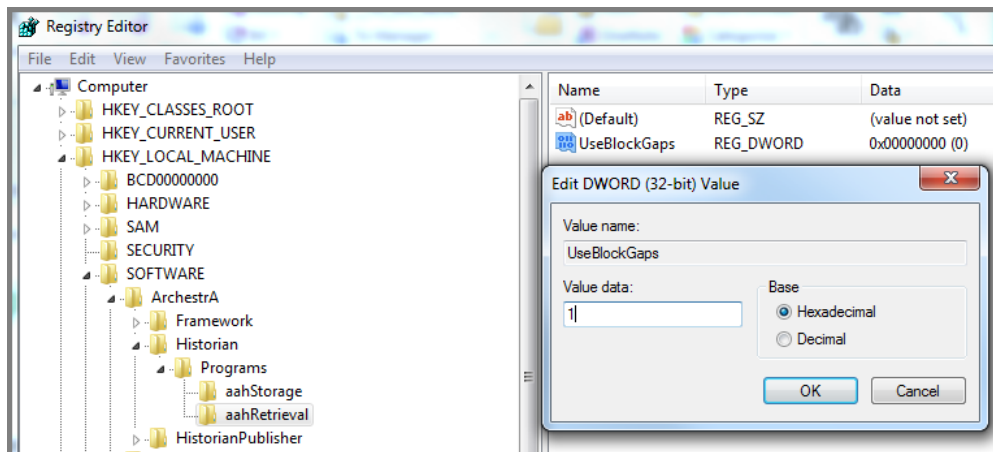 Registry Editor
File Edit View Favorites Help
Computer
HKEY_CLASSES_ROOT
HKEY_CURRENT_USER
HKEY_LOCAL_MACHINE
BCD00000000
HARDWARE
SAM
SECURITY
SOFTWARE
ArchestrA
Framework
Historian
Programs
aahStorage
aahRetrieval
HistorianPublisher
Name Type Data
ab (Default) REG_SZ (value not set)
UseBlockGaps REG_DWORD 0x00000000 (0)
Edit DWORD (32-bit) Value
Value name:
UseBlockGaps
Value data:
1
Base
Hexadecimal
Decimal
OK Cancel